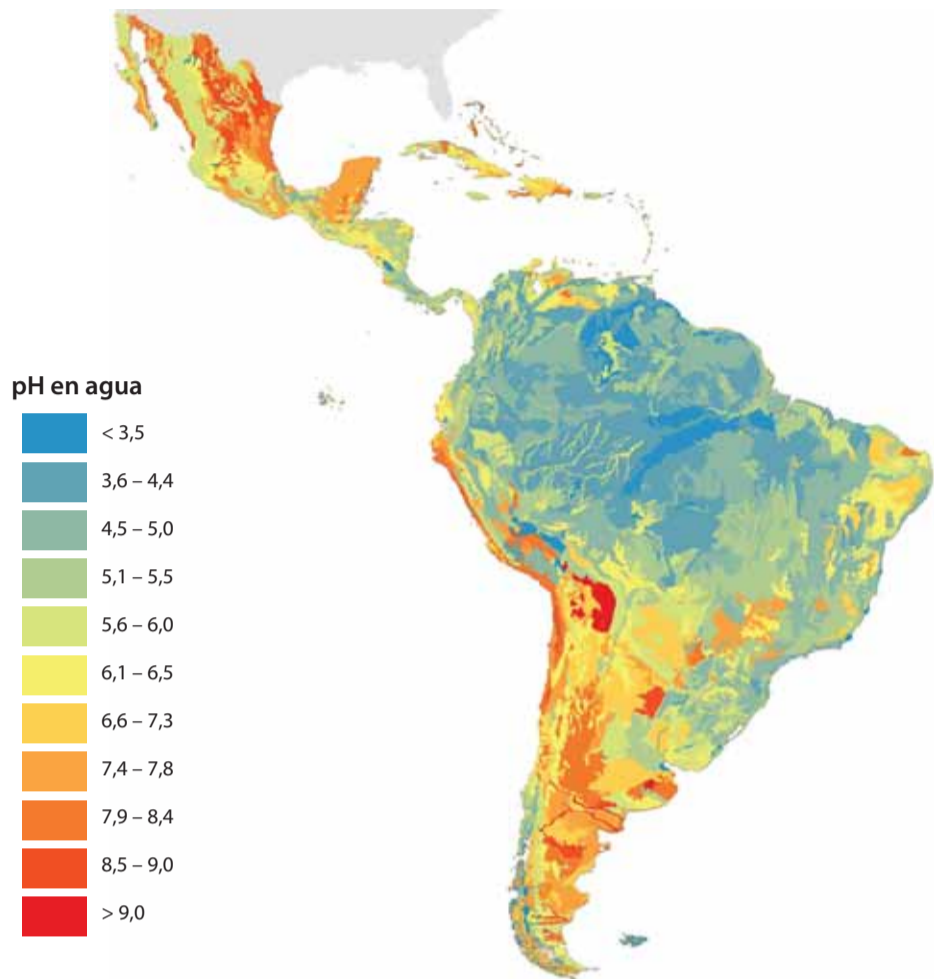 pH en agua
< 3,5
3,6 – 4,4
4,5 – 5,0
5,1 – 5,5
5,6 – 6,0
6,1 – 6,5
6,6 – 7,3
7,4 – 7,8
7,9 – 8,4
8,5 – 9,0
> 9,0